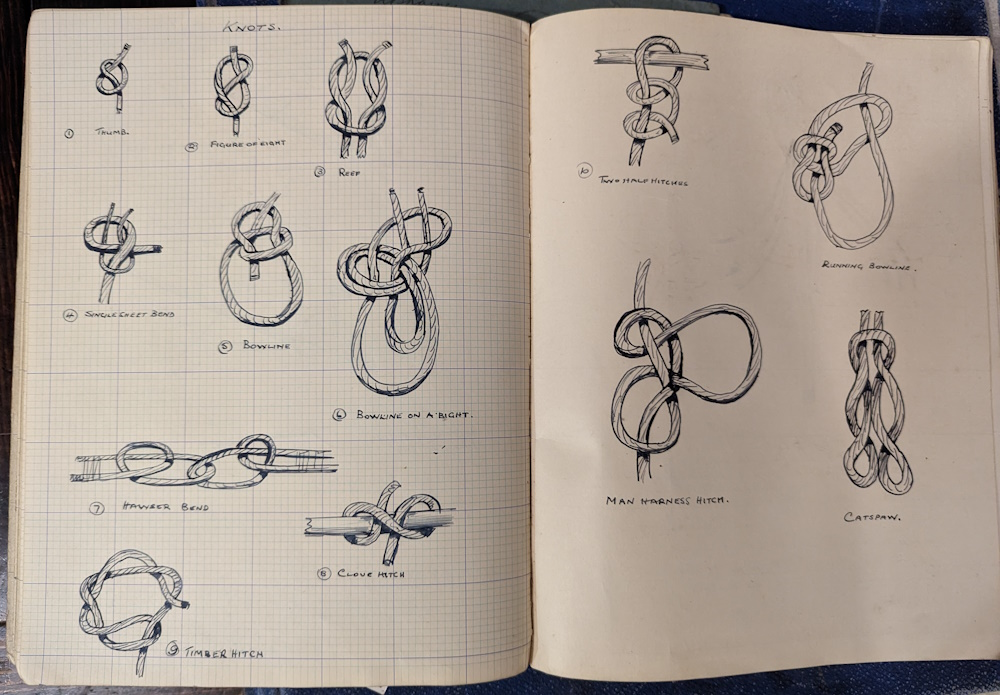 KNOTS.
① THUMB.
② FIGURE OF EIGHT
③ REEF
④ SINGLE SHEET BEND
⑤ BOWLINE
⑥ BOWLINE ON A BIGHT.
⑦ HAWSER BEND
⑧ CLOVE HITCH
⑨ TIMBER HITCH
10 TWO HALF HITCHES
RUNNING BOWLINE.
MAN HARNESS HITCH.
CATSPAW.